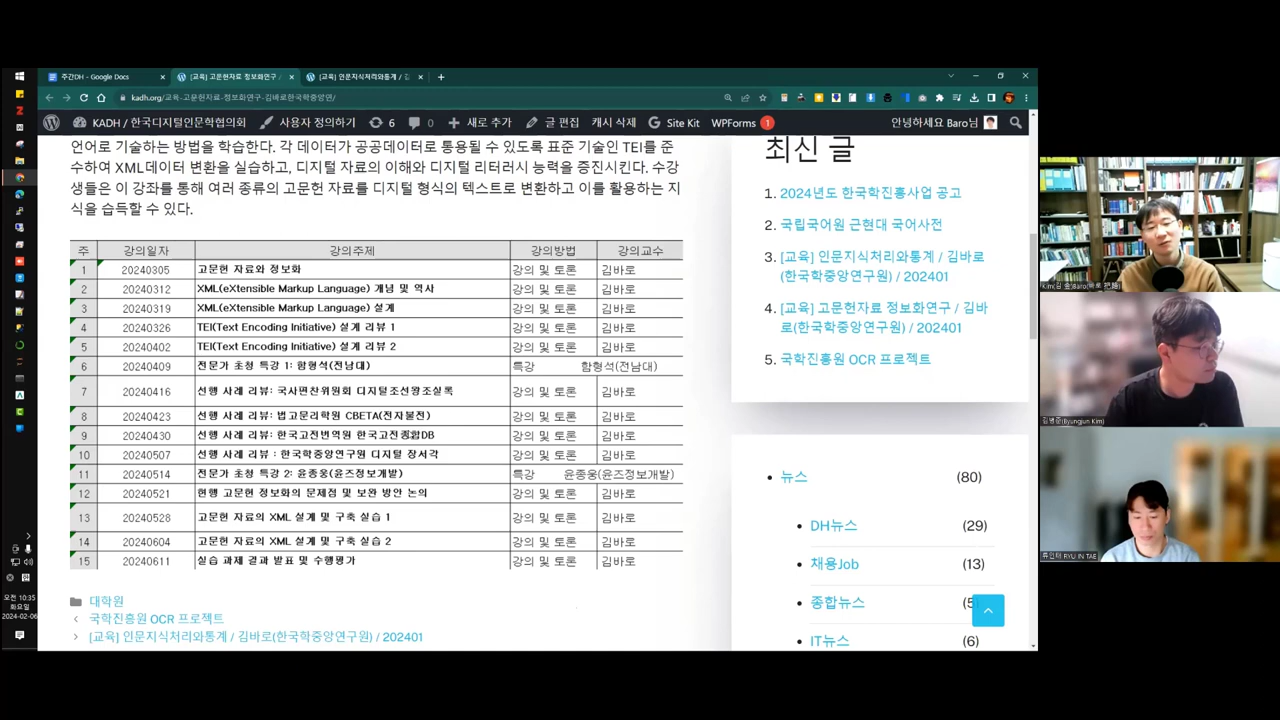 주간DH - Google Docs
[교육] 고문헌자료 정보화연구 /
[교육] 인문지식처리와통계 / 김
kadh.org/교육-고문헌자료-정보화연구-김바로한국학중앙연/
KADH / 한국디지털인문학협의회
사용자 정의하기
6
0
새로 추가
글 편집
캐시 삭제
Site Kit
WPForms 1
안녕하세요 Baro님
언어로 기술하는 방법을 학습한다. 각 데이터가 공공데이터로 통용될 수 있도록 표준 기술인 TEI를 준
수하여 XML데이터 변환을 실습하고, 디지털 자료의 이해와 디지털 리터러시 능력을 증진시킨다. 수강
생들은 이 강좌를 통해 여러 종류의 고문헌 자료를 디지털 형식의 텍스트로 변환하고 이를 활용하는 지
식을 습득할 수 있다.
주 강의일자 강의주제 강의방법 강의교수
1 20240305 고문헌 자료와 정보화 강의 및 토론 김바로
2 20240312 XML(eXtensible Markup Language) 개념 및 역사 강의 및 토론 김바로
3 20240319 XML(eXtensible Markup Language) 설계 강의 및 토론 김바로
4 20240326 TEI(Text Encoding Initiative) 설계 리뷰 1 강의 및 토론 김바로
5 20240402 TEI(Text Encoding Initiative) 설계 리뷰 2 강의 및 토론 김바로
6 20240409 전문가 초청 특강 1: 함형석(전남대) 특강 함형석(전남대)
7 20240416 선행 사례 리뷰: 국사편찬위원회 디지털조선왕조실록 강의 및 토론 김바로
8 20240423 선행 사례 리뷰: 법고문리학원 CBETA(전자불전) 강의 및 토론 김바로
9 20240430 선행 사례 리뷰: 한국고전번역원 한국고전종합DB 강의 및 토론 김바로
10 20240507 선행 사례 리뷰 : 한국학중앙연구원 디지털 장서각 강의 및 토론 김바로
11 20240514 전문가 초청 특강 2: 윤종웅(윤즈정보개발) 특강 윤종웅(윤즈정보개발)
12 20240521 현행 고문헌 정보화의 문제점 및 보완 방안 논의 강의 및 토론 김바로
13 20240528 고문헌 자료의 XML 설계 및 구축 실습 1 강의 및 토론 김바로
14 20240604 고문헌 자료의 XML 설계 및 구축 실습 2 강의 및 토론 김바로
15 20240611 실습 과제 결과 발표 및 수행평가 강의 및 토론 김바로
대학원
국학진흥원 OCR 프로젝트
[교육] 인문지식처리와통계 / 김바로(한국학중앙연구원) / 202401
최신 글
1. 2024년도 한국학진흥사업 공고
2. 국립국어원 근현대 국어사전
3. [교육] 인문지식처리와통계 / 김바로
(한국학중앙연구원) / 202401
4. [교육] 고문헌자료 정보화연구 / 김바
로(한국학중앙연구원) / 202401
5. 국학진흥원 OCR 프로젝트
뉴스 (80)
DH뉴스 (29)
채용Job (13)
종합뉴스
IT뉴스 (6)
오전 10:35
화요일
2024-02-06
김병준(Byungjun Kim)
류인태 RYU IN TAE